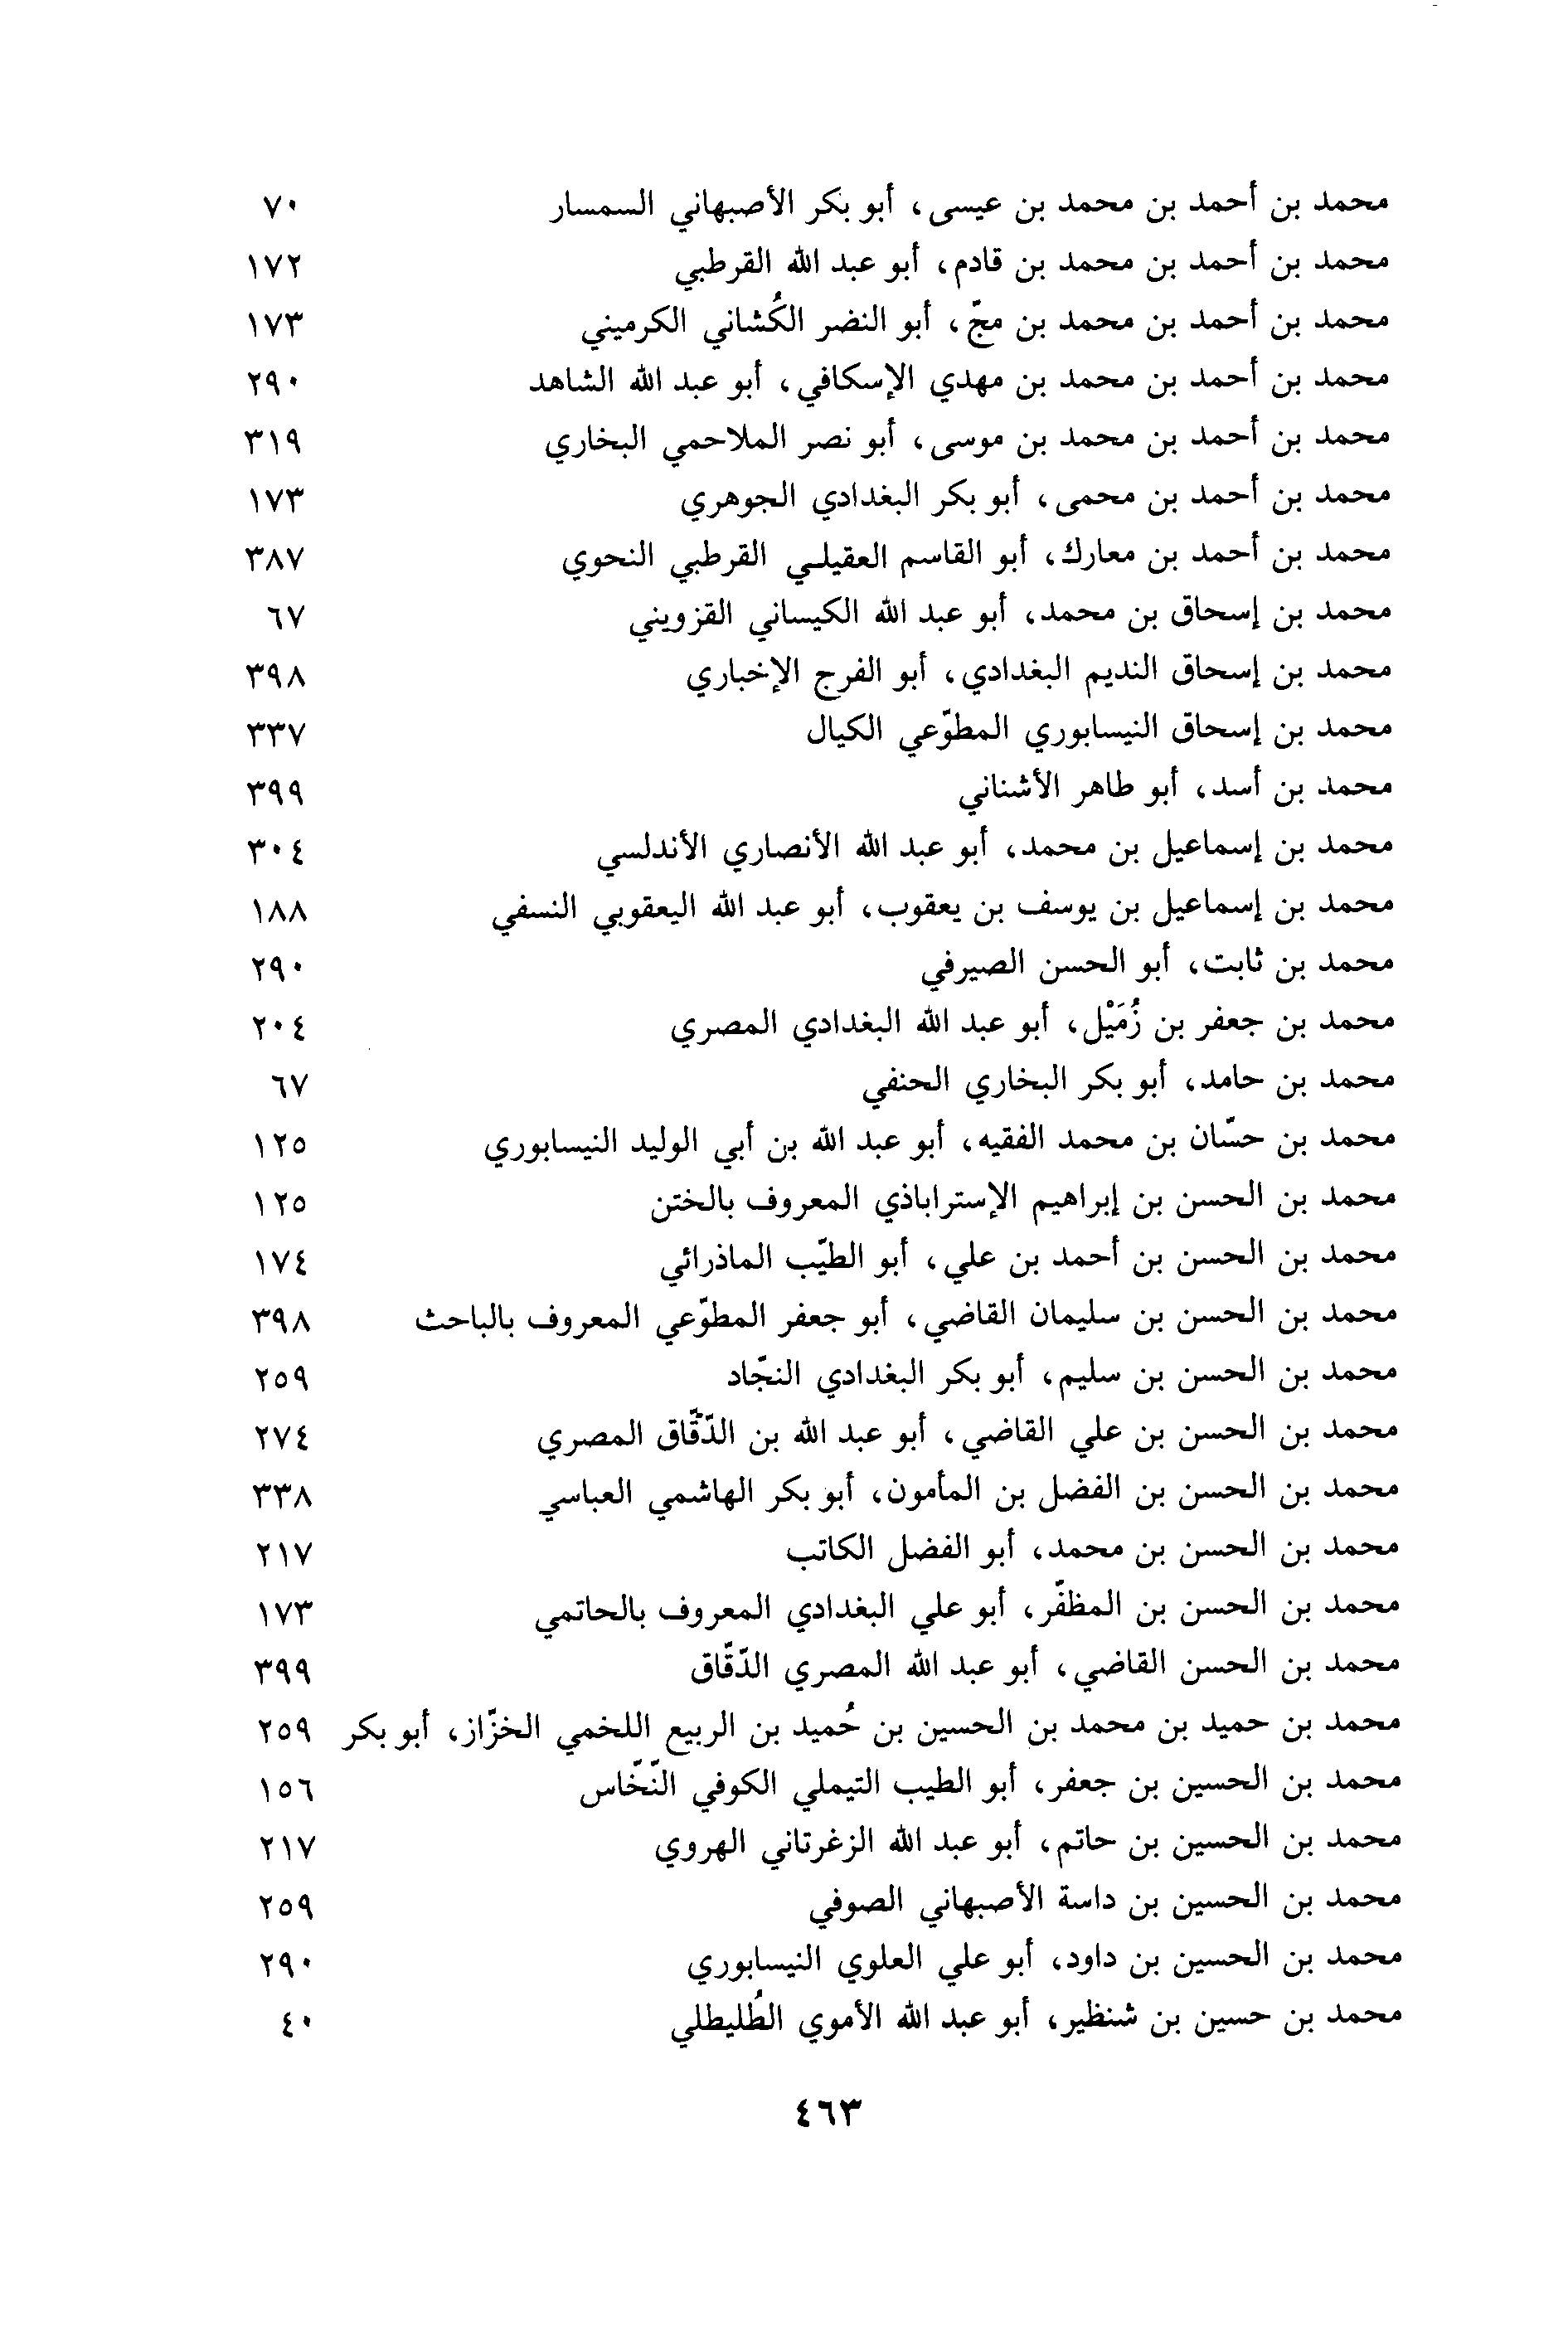 محمد بن أحمد بن محمد بن عيسى، أبو بكر الأصبهاني السمسار ٧٠
محمد بن أحمد بن محمد بن قادم، أبو عبد الله القرطبي ١٧٢
محمد بن أحمد بن محمد بن مجّ، أبو النضر الكُشاني الكرميني ١٧٣
محمد بن أحمد بن محمد بن مهدي الإسكافي، أبو عبد الله الشاهد ٢٩٠
محمد بن أحمد بن محمد بن موسى، أبو نصر الملاحمي البخاري ٣١٩
محمد بن أحمد بن محمى، أبو بكر البغدادي الجوهري ١٧٣
محمد بن أحمد بن معارك، أبو القاسم العقيلي القرطبي النحوي ٣٨٧
محمد بن إسحاق بن محمد، أبو عبد الله الكيساني القزويني ٦٧
محمد بن إسحاق النديم البغدادي، أبو الفرج الإخباري ٣٩٨
محمد بن إسحاق النيسابوري المطوّعي الكيال ٣٣٧
محمد بن أسد، أبو طاهر الأشناني ٣٩٩
محمد بن إسماعيل بن محمد، أبو عبد الله الأنصاري الأندلسي ٣٠٤
محمد بن إسماعيل بن يوسف بن يعقوب، أبو عبد الله اليعقوبي النسفي ١٨٨
محمد بن ثابت، أبو الحسن الصيرفي ٢٩٠
محمد بن جعفر بن زُمَيْل، أبو عبد الله البغدادي المصري ٢٠٤
محمد بن حامد، أبو بكر البخاري الحنفي ٦٧
محمد بن حسّان بن محمد الفقيه، أبو عبد الله بن أبي الوليد النيسابوري ١٢٥
محمد بن الحسن بن إبراهيم الإستراباذي المعروف بالختن ١٢٥
محمد بن الحسن بن أحمد بن علي، أبو الطيّب الماذرائي ١٧٤
محمد بن الحسن بن سليمان القاضي، أبو جعفر المطوّعي المعروف بالباحث ٣٩٨
محمد بن الحسن بن سليم، أبو بكر البغدادي النجّاد ٢٥٩
محمد بن الحسن بن علي القاضي، أبو عبد الله بن الدّقّاق المصري ٢٧٤
محمد بن الحسن بن الفضل بن المأمون، أبو بكر الهاشمي العباسي ٣٣٨
محمد بن الحسن بن محمد، أبو الفضل الكاتب ٢١٧
محمد بن الحسن بن المظفّر، أبو علي البغدادي المعروف بالحاتمي ١٧٣
محمد بن الحسن القاضي، أبو عبد الله المصري الدّقّاق ٣٩٩
محمد بن حميد بن محمد بن الحسين بن حُميد بن الربيع اللخمي الخزّاز، أبو بكر ٢٥٩
محمد بن الحسين بن جعفر، أبو الطيب التيملي الكوفي النّخّاس ١٥٦
محمد بن الحسين بن حاتم، أبو عبد الله الزغرتاني الهروي ٢١٧
محمد بن الحسين بن داسة الأصبهاني الصوفي ٢٥٩
محمد بن الحسين بن داود، أبو علي العلوي النيسابوري ٢٩٠
محمد بن حسين بن شنظير، أبو عبد الله الأموي الطُليطلي ٤٠
٤٦٣